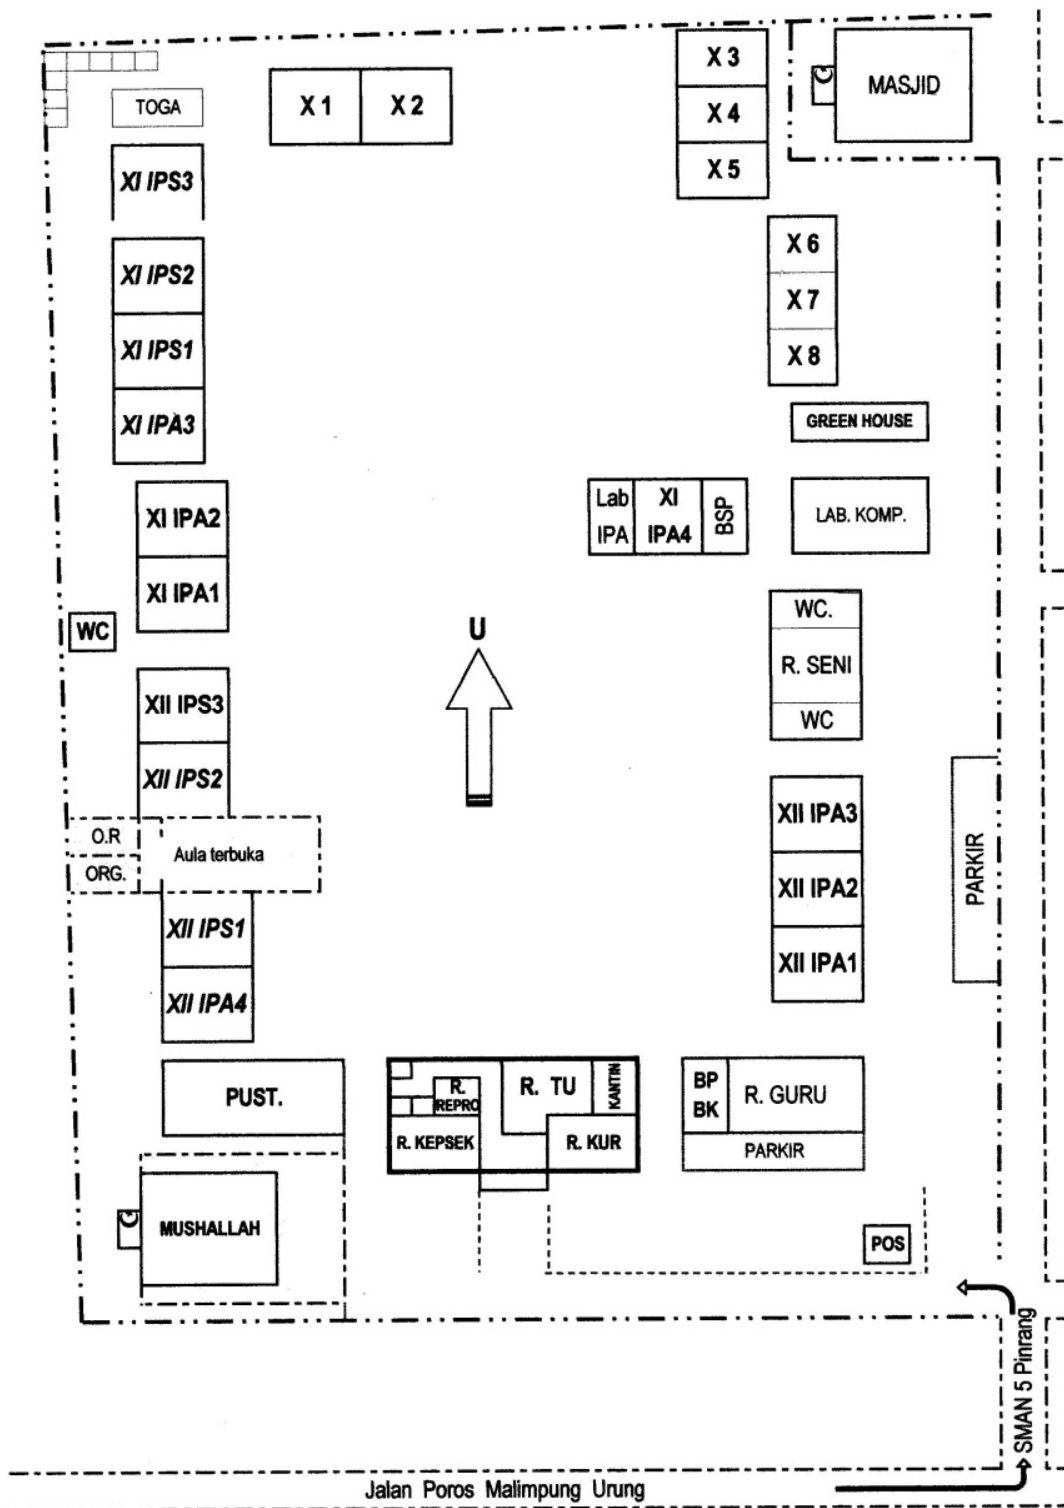 X 3
MASJID
X 1
X 2
TOGA
X 4
X 5
XI IPS3
X 6
XI IPS2
X 7
XI IPS1
X 8
XI IPA3
GREEN HOUSE
Lab
IPA
XI
IPA4
BSP
LAB. KOMP.
XI IPA2
XI IPA1
WC
WC.
R. SENI
WC
U
XII IPS3
XII IPS2
O.R
ORG.
Aula terbuka
XII IPA3
XII IPA2
XII IPA1
PARKIR
XII IPS1
XII IPA4
PUST.
R.
REPRO
R. TU
KANTIN
R. KEPSEK
R. KUR
BP
BK
R. GURU
PARKIR
MUSHALLAH
POS
SMAN 5 Pinrang
Jalan Poros Malimpung Urung